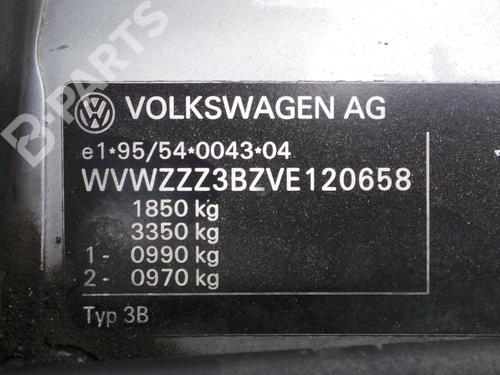 B-PARTS
VOLKSWAGEN AG
e1*95/54*0043*04
WVWZZZ3BZVE120658
1850 kg
3350 kg
1- 0990 kg
2- 0970 kg
Typ 3B